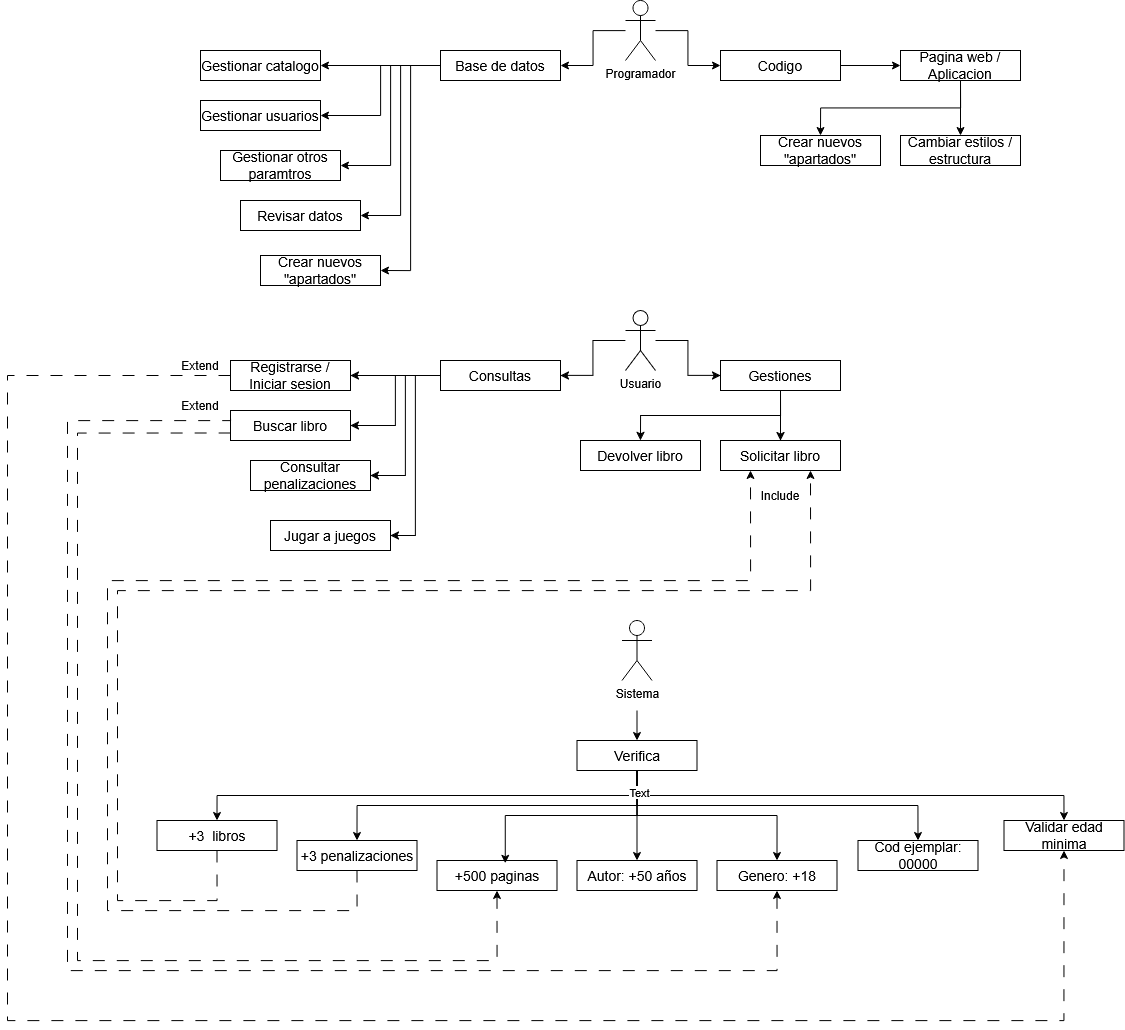 Programador
Gestionar catalogo
Base de datos
Codigo
Pagina web /
Aplicacion
Gestionar usuarios
Gestionar otros
paramtros
Crear nuevos
"apartados"
Cambiar estilos /
estructura
Revisar datos
Crear nuevos
"apartados"
Usuario
Extend
Registrarse /
Iniciar sesion
Consultas
Gestiones
Extend
Buscar libro
Devolver libro
Solicitar libro
Consultar
penalizaciones
Include
Jugar a juegos
Sistema
Verifica
Text
+3 libros
+3 penalizaciones
+500 paginas
Autor: +50 años
Genero: +18
Cod ejemplar:
00000
Validar edad
minima